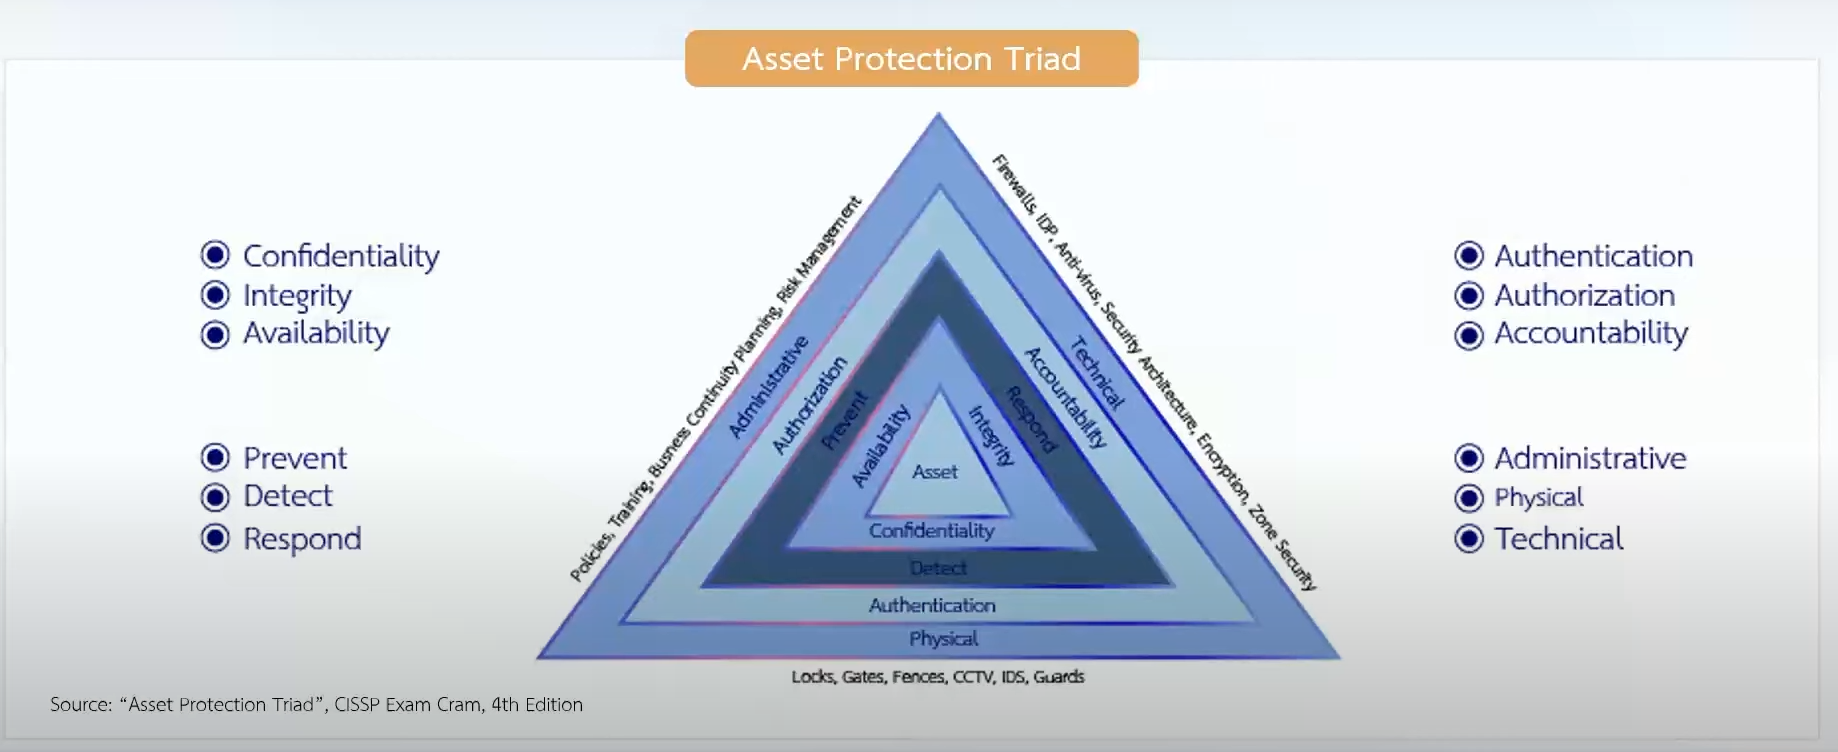 Asset Protection Triad
Confidentiality
Integrity
Availability
Prevent
Detect
Respond
Policies, Training, Busness Continuity Planning, Risk Management
Administrative
Authorization
Prevent
Availability
Asset
Integrity
Respond
Accountability
Technical
Firewalls, IDP, Anti-virus, Security Architecture, Encryption, Zone Security
Confidentiality
Detect
Authentication
Physical
Locks, Gates, Fences, CCTV, IDS, Guards
Authentication
Authorization
Accountability
Administrative
Physical
Technical
Source: “Asset Protection Triad”, CISSP Exam Cram, 4th Edition